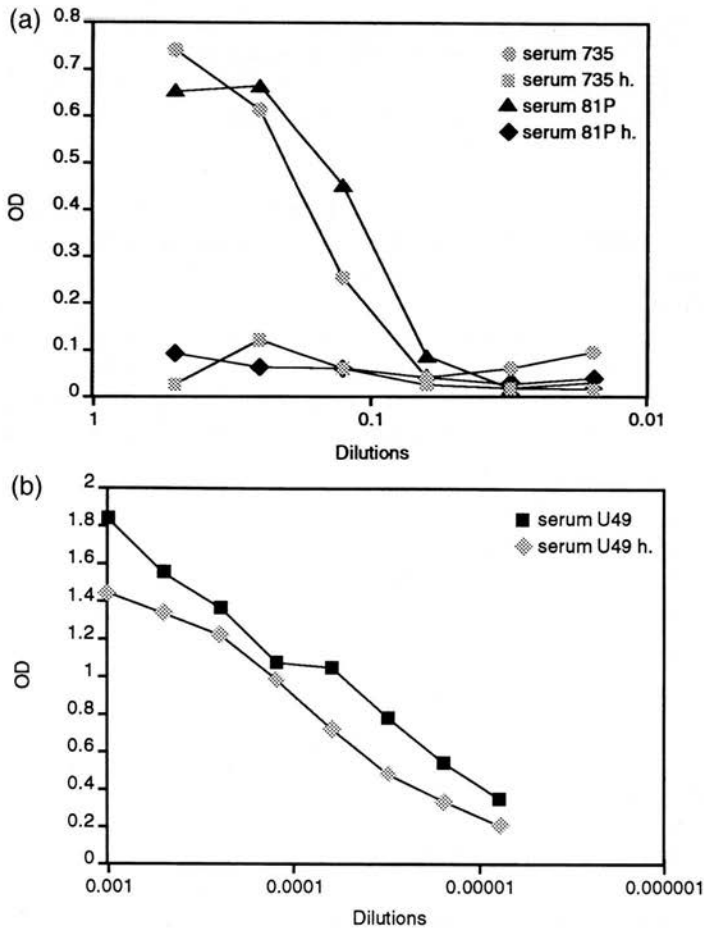 (a)
0.8
0.7
0.6
0.5
0.4
0.3
0.2
0.1
0
OD
serum 735
serum 735 h.
serum 81P
serum 81P h.
1
0.1
0.01
Dilutions
(b)
2
1.8
1.6
1.4
1.2
1
0.8
0.6
0.4
0.2
0
OD
serum U49
serum U49 h.
0.001
0.0001
0.00001
0.000001
Dilutions